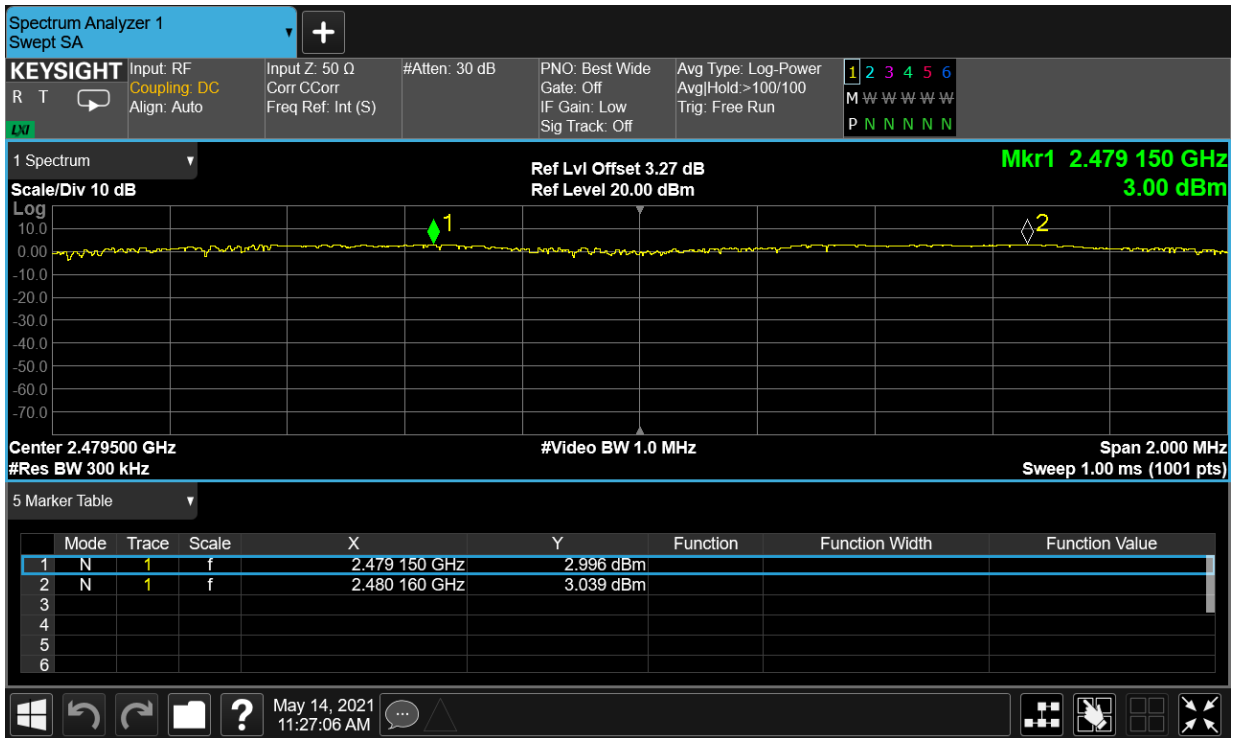 Spectrum Analyzer 1
Swept SA
+
KEYSIGHT
R T
LXI
Input: RF
Coupling: DC
Align: Auto
Input Z: 50 Ω
Corr CCorr
Freq Ref: Int (S)
#Atten: 30 dB
PNO: Best Wide
Gate: Off
IF Gain: Low
Sig Track: Off
Avg Type: Log-Power
Avg|Hold:>100/100
Trig: Free Run
1 2 3 4 5 6
M W W W W W
P N N N N N
1 Spectrum
Scale/Div 10 dB
Ref Lvl Offset 3.27 dB
Ref Level 20.00 dBm
Mkr1 2.479 150 GHz
3.00 dBm
Log
10.0
0.00
-10.0
-20.0
-30.0
-40.0
-50.0
-60.0
-70.0
1
2
Center 2.479500 GHz
#Video BW 1.0 MHz
Span 2.000 MHz
#Res BW 300 kHz
Sweep 1.00 ms (1001 pts)
5 Marker Table
Mode Trace Scale X Y Function Function Width Function Value
1 N 1 f 2.479 150 GHz 2.996 dBm
2 N 1 f 2.480 160 GHz 3.039 dBm
3
4
5
6
?
May 14, 2021
11:27:06 AM